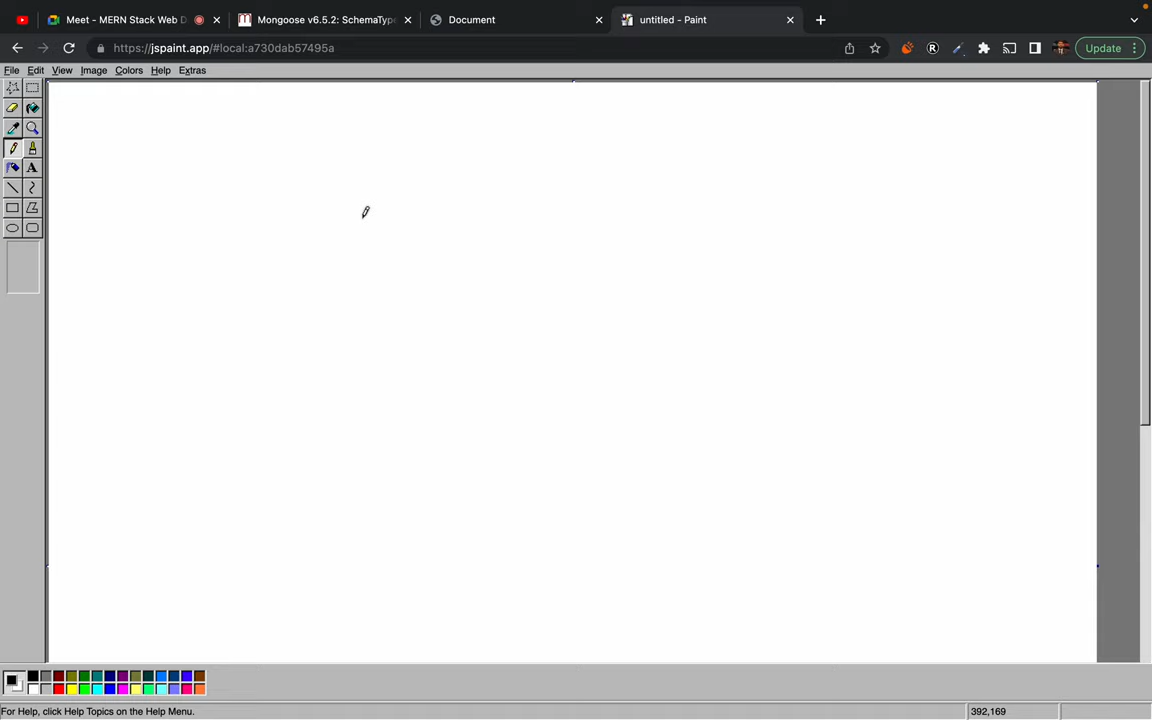 Meet - MERN Stack Web D
Mongoose v6.5.2: SchemaType
Document
untitled - Paint
https://jspaint.app/#local:a730dab57495a
Update
File Edit View Image Colors Help Extras
A
For Help, click Help Topics on the Help Menu.
392,169